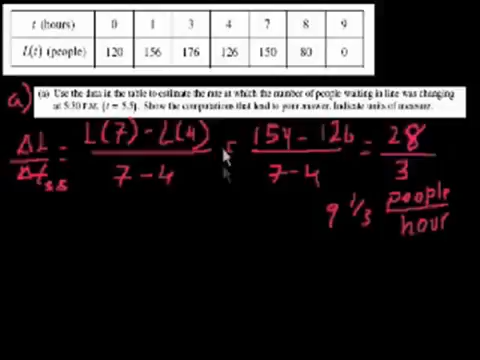 t (hours) 0 1 3 4 7 8 9
L(t) (people) 120 156 176 126 150 80 0
a) (a) Use the data in the table to estimate the rate at which the number of people waiting in line was changing
at 5:30 P.M. (t = 5.5). Show the computations that lead to your answer. Indicate units of measure.
ΔL/Δt 5.5 = L(7) - L(4) / 7 - 4 = 154 - 126 / 7 - 4 = 28 / 3
9 1/3 people / hour